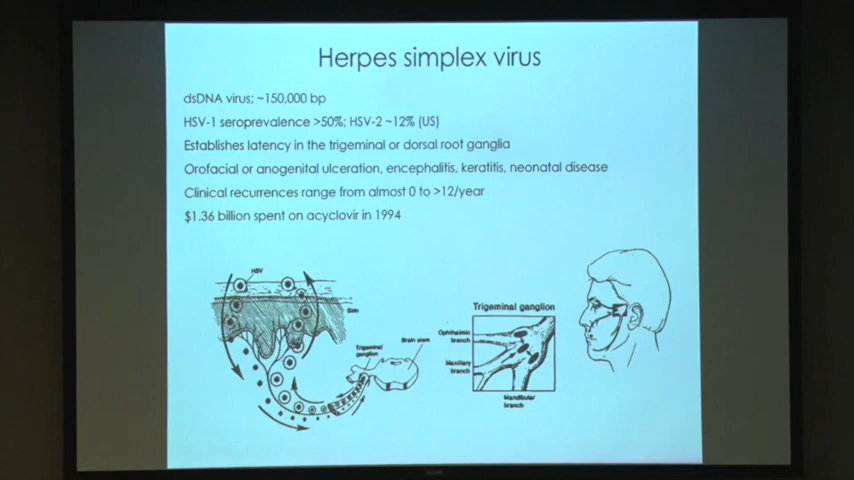 Herpes simplex virus
dsDNA virus; ~150,000 bp
HSV-1 seroprevalence >50%; HSV-2 ~12% (US)
Establishes latency in the trigeminal or dorsal root ganglia
Orofacial or anogenital ulceration, encephalitis, keratitis, neonatal disease
Clinical recurrences range from almost 0 to >12/year
$1.36 billion spent on acyclovir in 1994
HSV
Skin
Trigeminal
ganglion
Brain stem
Trigeminal ganglion
Ophthalmic
branch
Maxillary
branch
Mandibular
branch